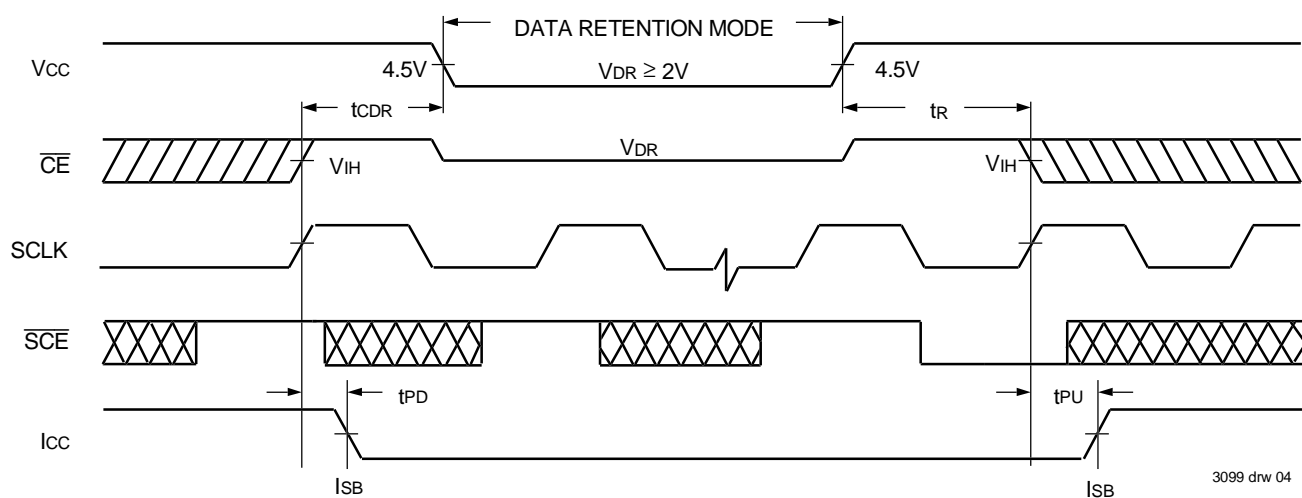 DATA RETENTION MODE
VCC
4.5V
VDR ≥ 2V
4.5V
tCDR
tR
CE
VIH
VDR
VIH
SCLK
SCE
tPD
tPU
ICC
ISB
ISB
3099 drw 04